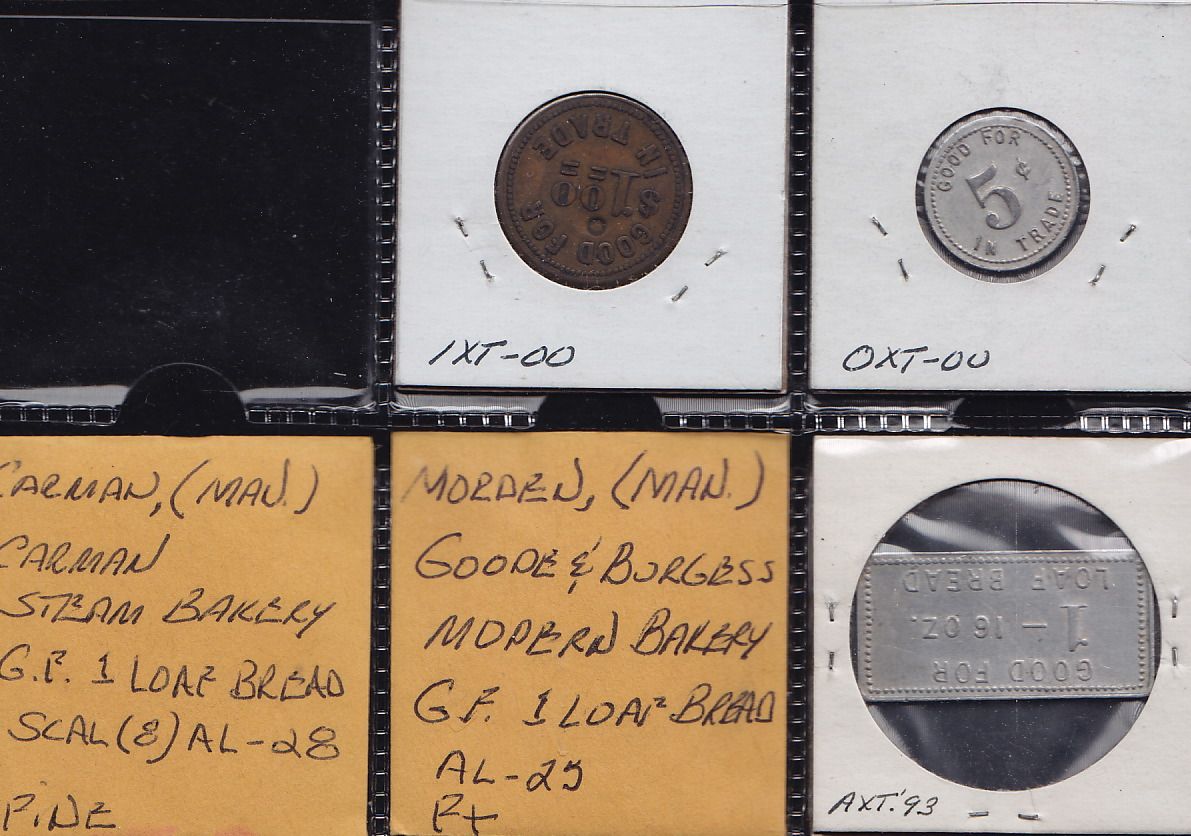 GOOD FOR
$1.00
IN TRADE
1XT-00
GOOD FOR
5¢
IN TRADE
OXT-00
CARMAN, (MAN.)
CARMAN
STEAM BAKERY
G.F. 1 LOAF BREAD
SCAL(8) AL-28
FINE
MORDEN, (MAN.)
GOODE & BURGESS
MODERN BAKERY
G.F. 1 LOAF BREAD
AL-25
F+
GOOD FOR
1 - 16 OZ.
LOAF BREAD
AXT.'93